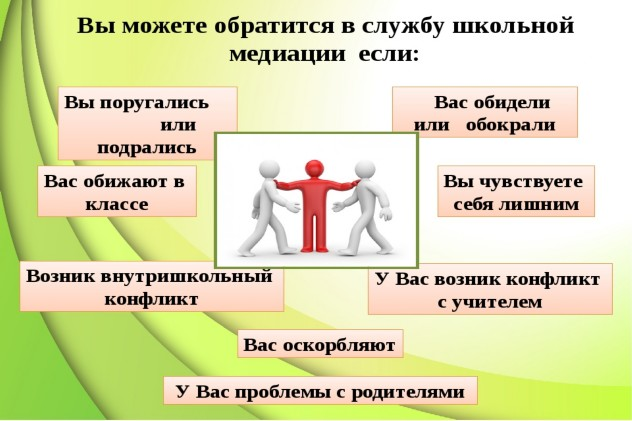 Вы можете обратится в службу школьной
медиации если:
Вы поругались
или
подрались
Вас обидели
или обокрали
Вас обижают в
классе
Вы чувствуете
себя лишним
Возник внутришкольный
конфликт
У Вас возник конфликт
с учителем
Вас оскорбляют
У Вас проблемы с родителями